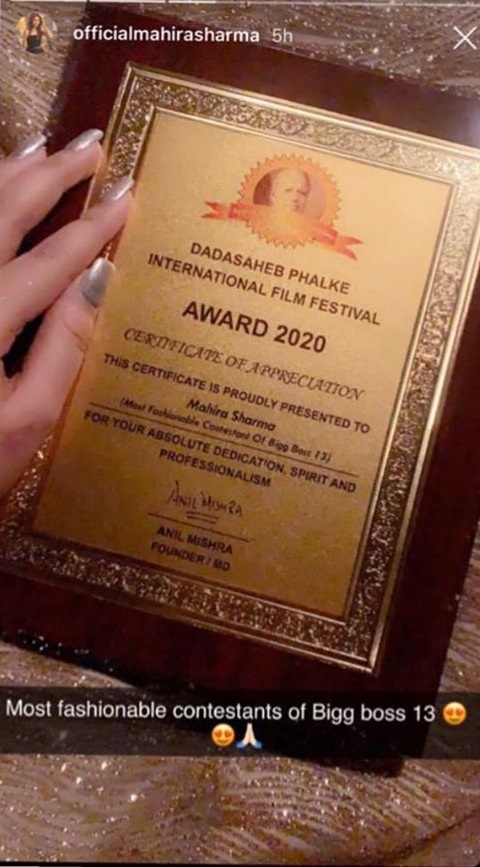 officialmahirasharma 5h
DADASAHEB PHALKE
INTERNATIONAL FILM FESTIVAL
AWARD 2020
CERTIFICATE OF APPRECIATION
THIS CERTIFICATE IS PROUDLY PRESENTED TO
Mahira Sharma
(Most Fashionable Contestant Of Bigg Boss 13)
FOR YOUR ABSOLUTE DEDICATION, SPIRIT AND
PROFESSIONALISM
ANIL MISHRA
ANIL MISHRA
FOUNDER / MD
Most fashionable contestants of Bigg boss 13 😍
😍🙏🏻